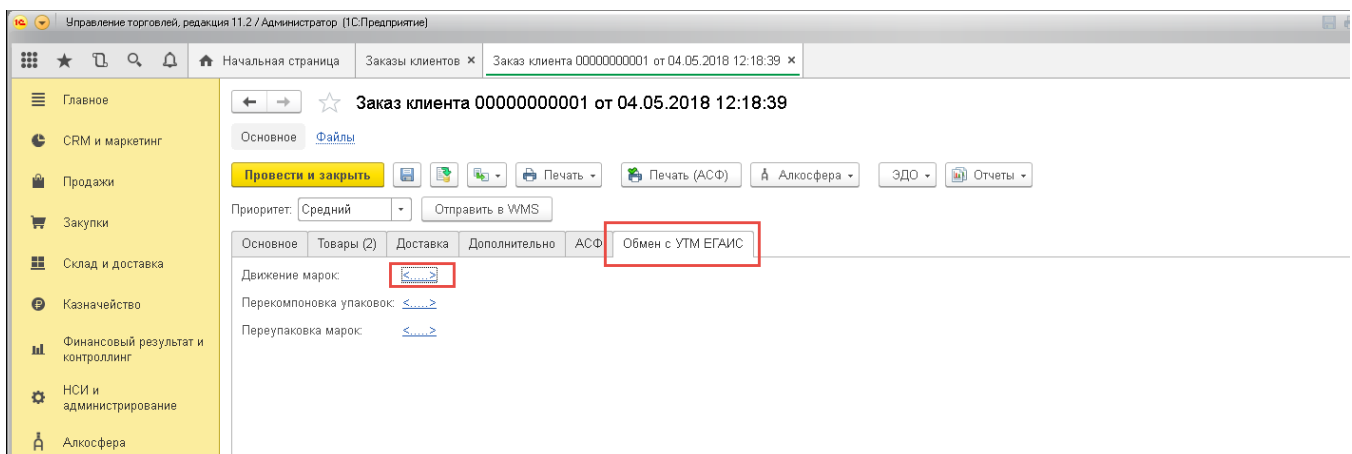 Управление торговлей, редакция 11.2 / Администратор (1С:Предприятие)
Начальная страница
Заказы клиентов ×
Заказ клиента 00000000001 от 04.05.2018 12:18:39 ×
Главное
CRM и маркетинг
Продажи
Закупки
Склад и доставка
Казначейство
Финансовый результат и
контроллинг
НСИ и
администрирование
Алкосфера
Заказ клиента 00000000001 от 04.05.2018 12:18:39
Основное Файлы
Провести и закрыть Печать Печать (АСФ) Алкосфера ЭДО Отчеты
Приоритет: Средний Отправить в WMS
Основное Товары (2) Доставка Дополнительно АСФ Обмен с УТМ ЕГАИС
Движение марок: <.....>
Перекомпоновка упаковок: <.....>
Переупаковка марок: <.....>